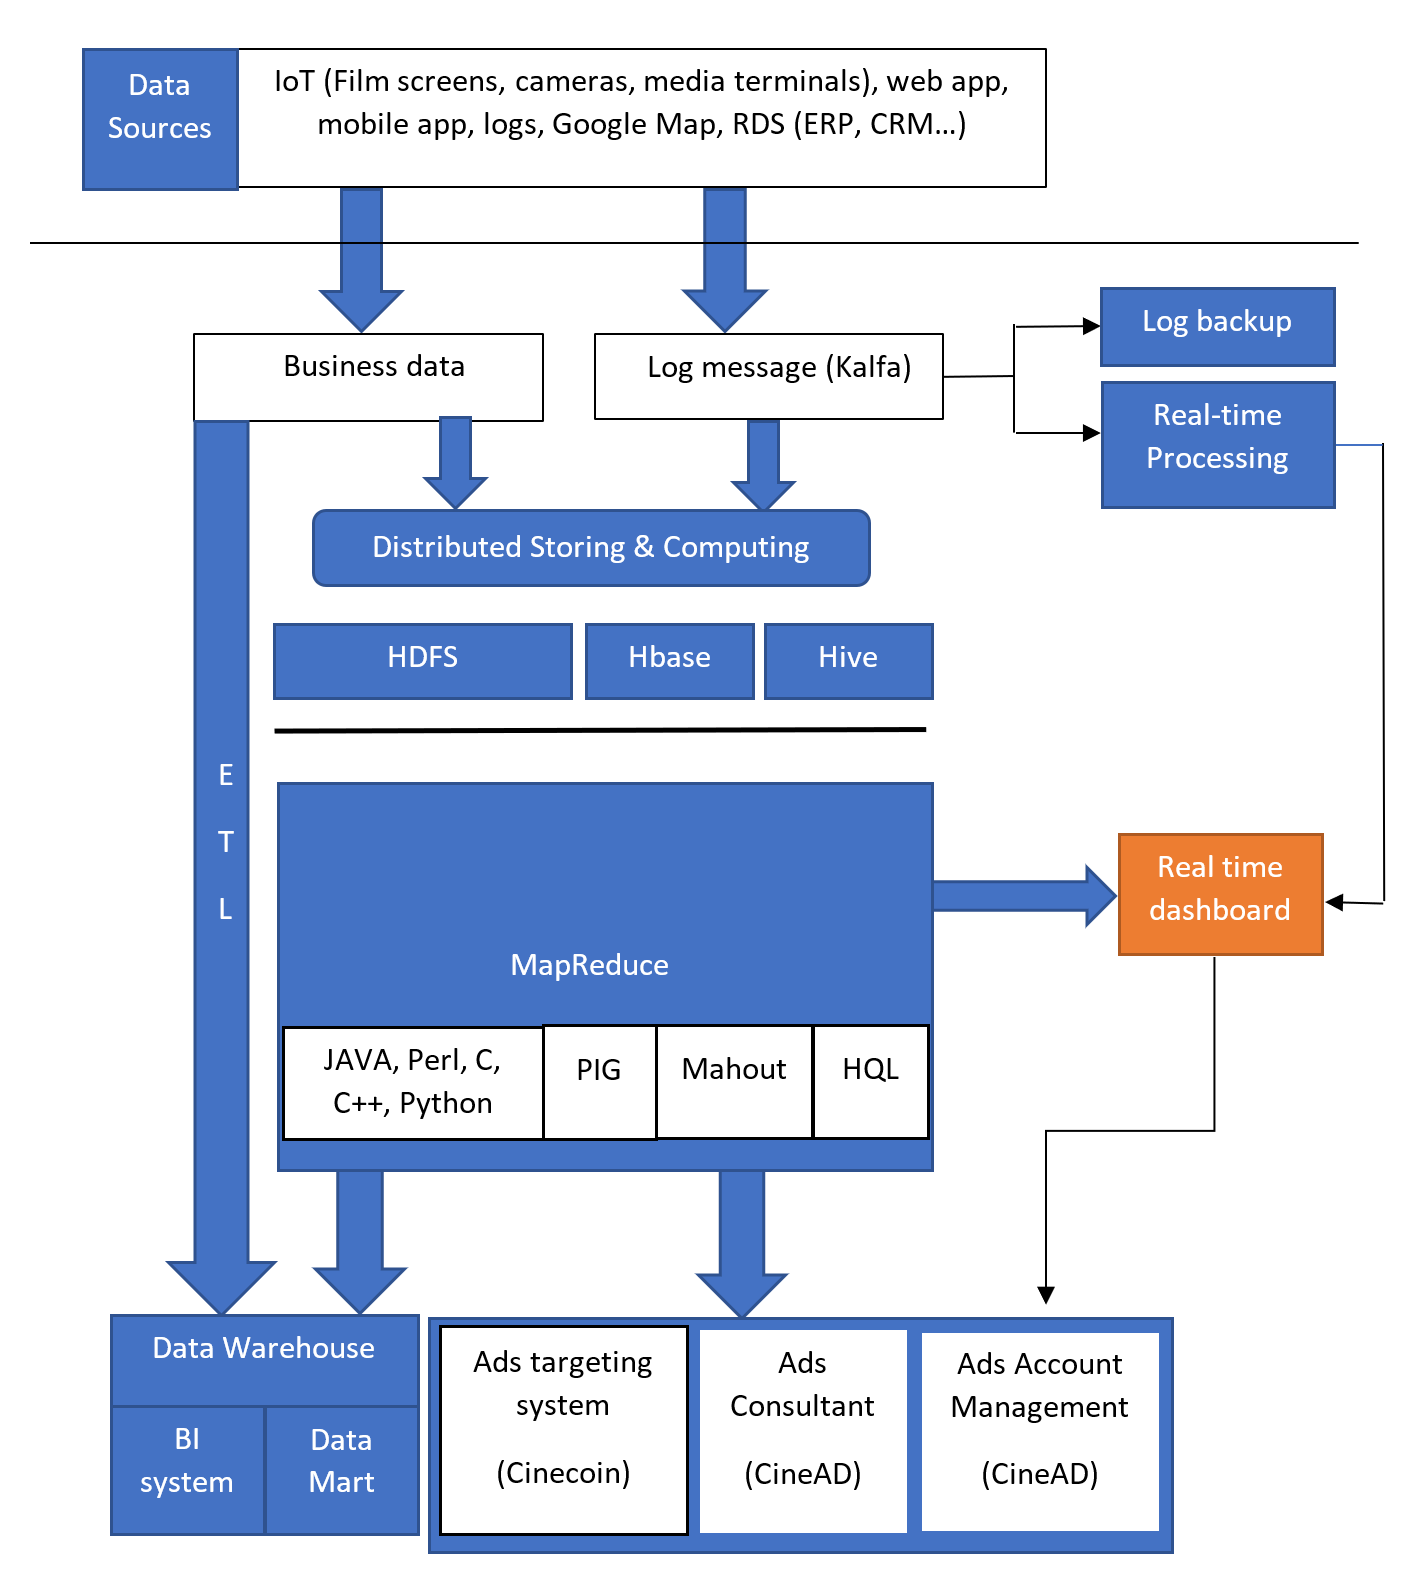 Data
Sources
IoT (Film screens, cameras, media terminals), web app,
mobile app, logs, Google Map, RDS (ERP, CRM…)
Business data
Log message (Kalfa)
Log backup
Real-time
Processing
Distributed Storing & Computing
HDFS
Hbase
Hive
E
T
L
MapReduce
JAVA, Perl, C,
C++, Python
PIG
Mahout
HQL
Real time
dashboard
Data Warehouse
BI
system
Data
Mart
Ads targeting
system
(Cinecoin)
Ads
Consultant
(CineAD)
Ads Account
Management
(CineAD)